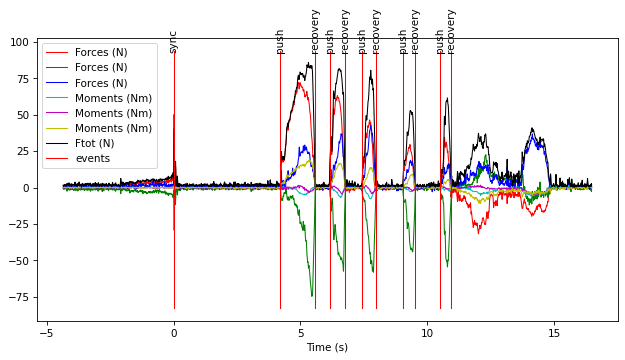 sync
push
recovery
push
recovery
push
recovery
push
recovery
push
recovery
100
75
50
25
0
−25
−50
−75
Forces (N)
Forces (N)
Forces (N)
Moments (Nm)
Moments (Nm)
Moments (Nm)
Ftot (N)
events
−5
0
5
10
15
Time (s)